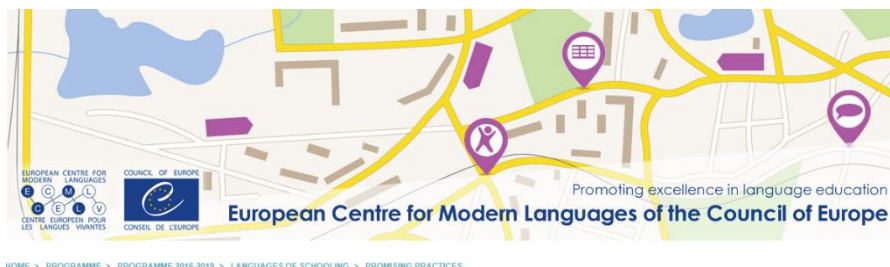 EUROPEAN CENTRE FOR
MODERN LANGUAGES
E C M L
C E L V
CENTRE EUROPEEN POUR
LES LANGUES VIVANTES
COUNCIL OF EUROPE
CONSEIL DE L'EUROPE
Promoting excellence in language education
European Centre for Modern Languages of the Council of Europe
HOME > PROGRAMME > PROGRAMME 2016-2019 > LANGUAGES OF SCHOOLING > PROMISING PRACTICES